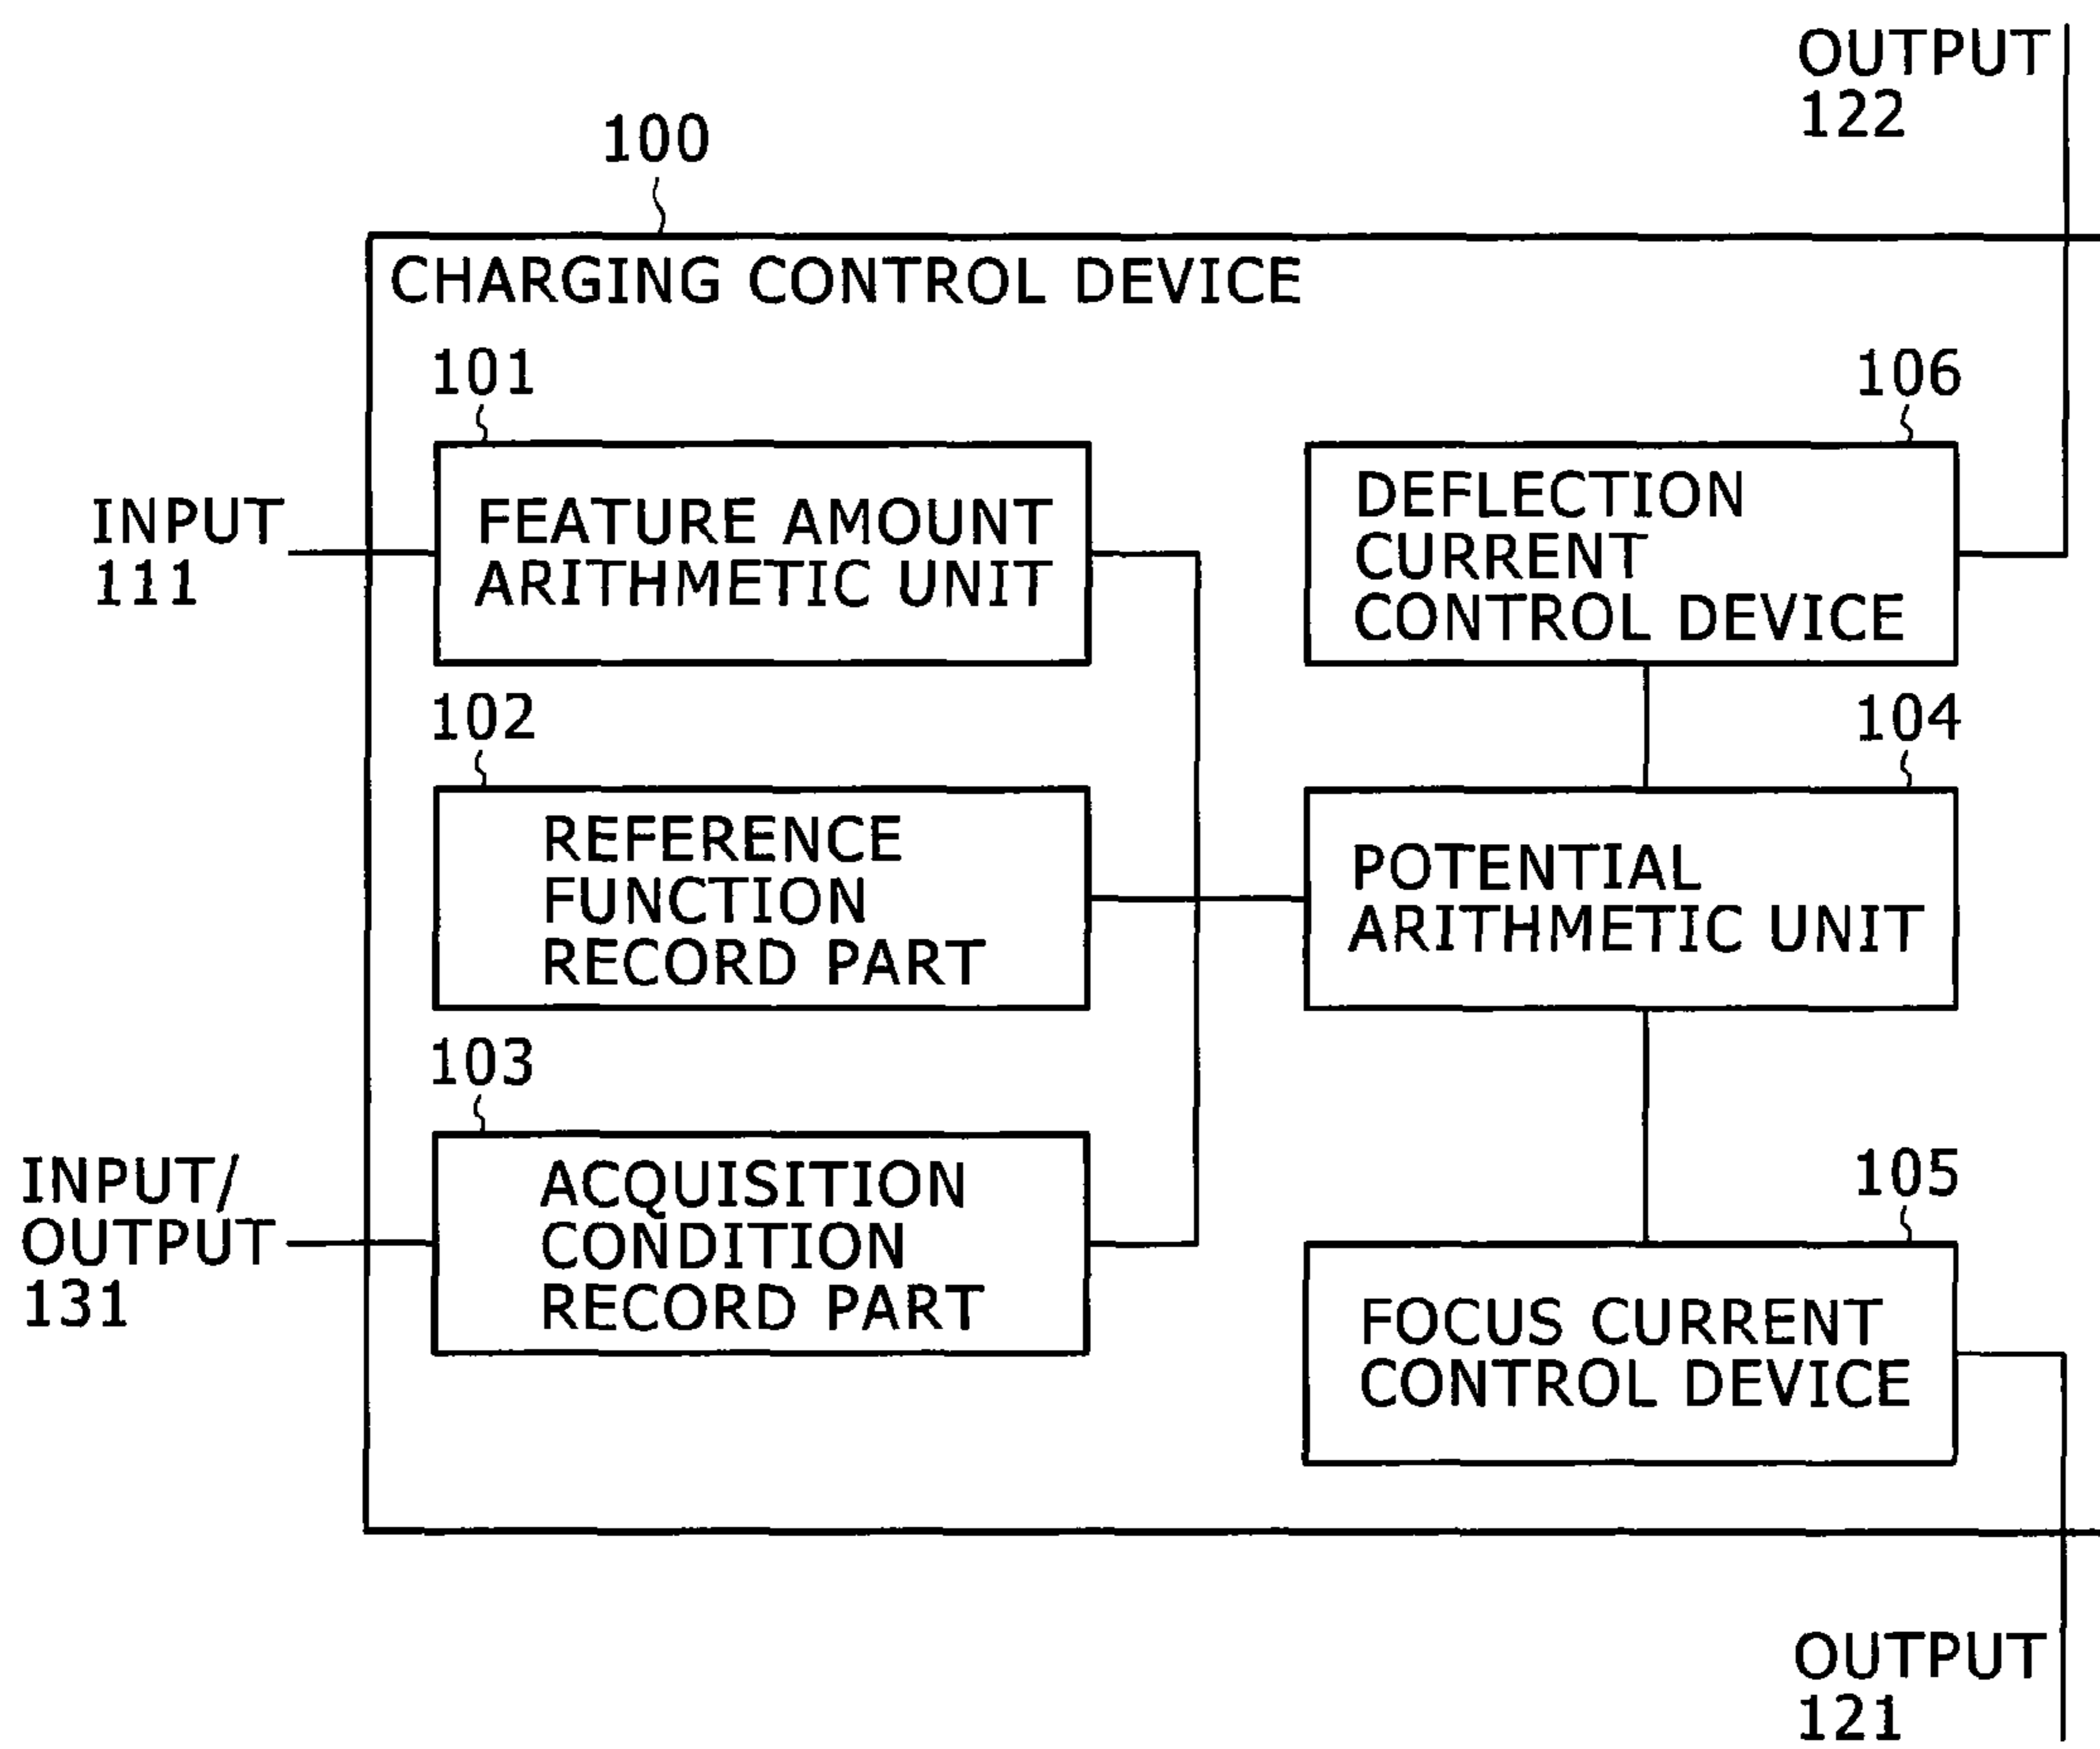 OUTPUT
122
100
CHARGING CONTROL DEVICE
101
106
INPUT
111
FEATURE AMOUNT
ARITHMETIC UNIT
DEFLECTION
CURRENT
CONTROL DEVICE
102
104
REFERENCE
FUNCTION
RECORD PART
POTENTIAL
ARITHMETIC UNIT
103
105
INPUT/
OUTPUT
131
ACQUISITION
CONDITION
RECORD PART
FOCUS CURRENT
CONTROL DEVICE
OUTPUT
121